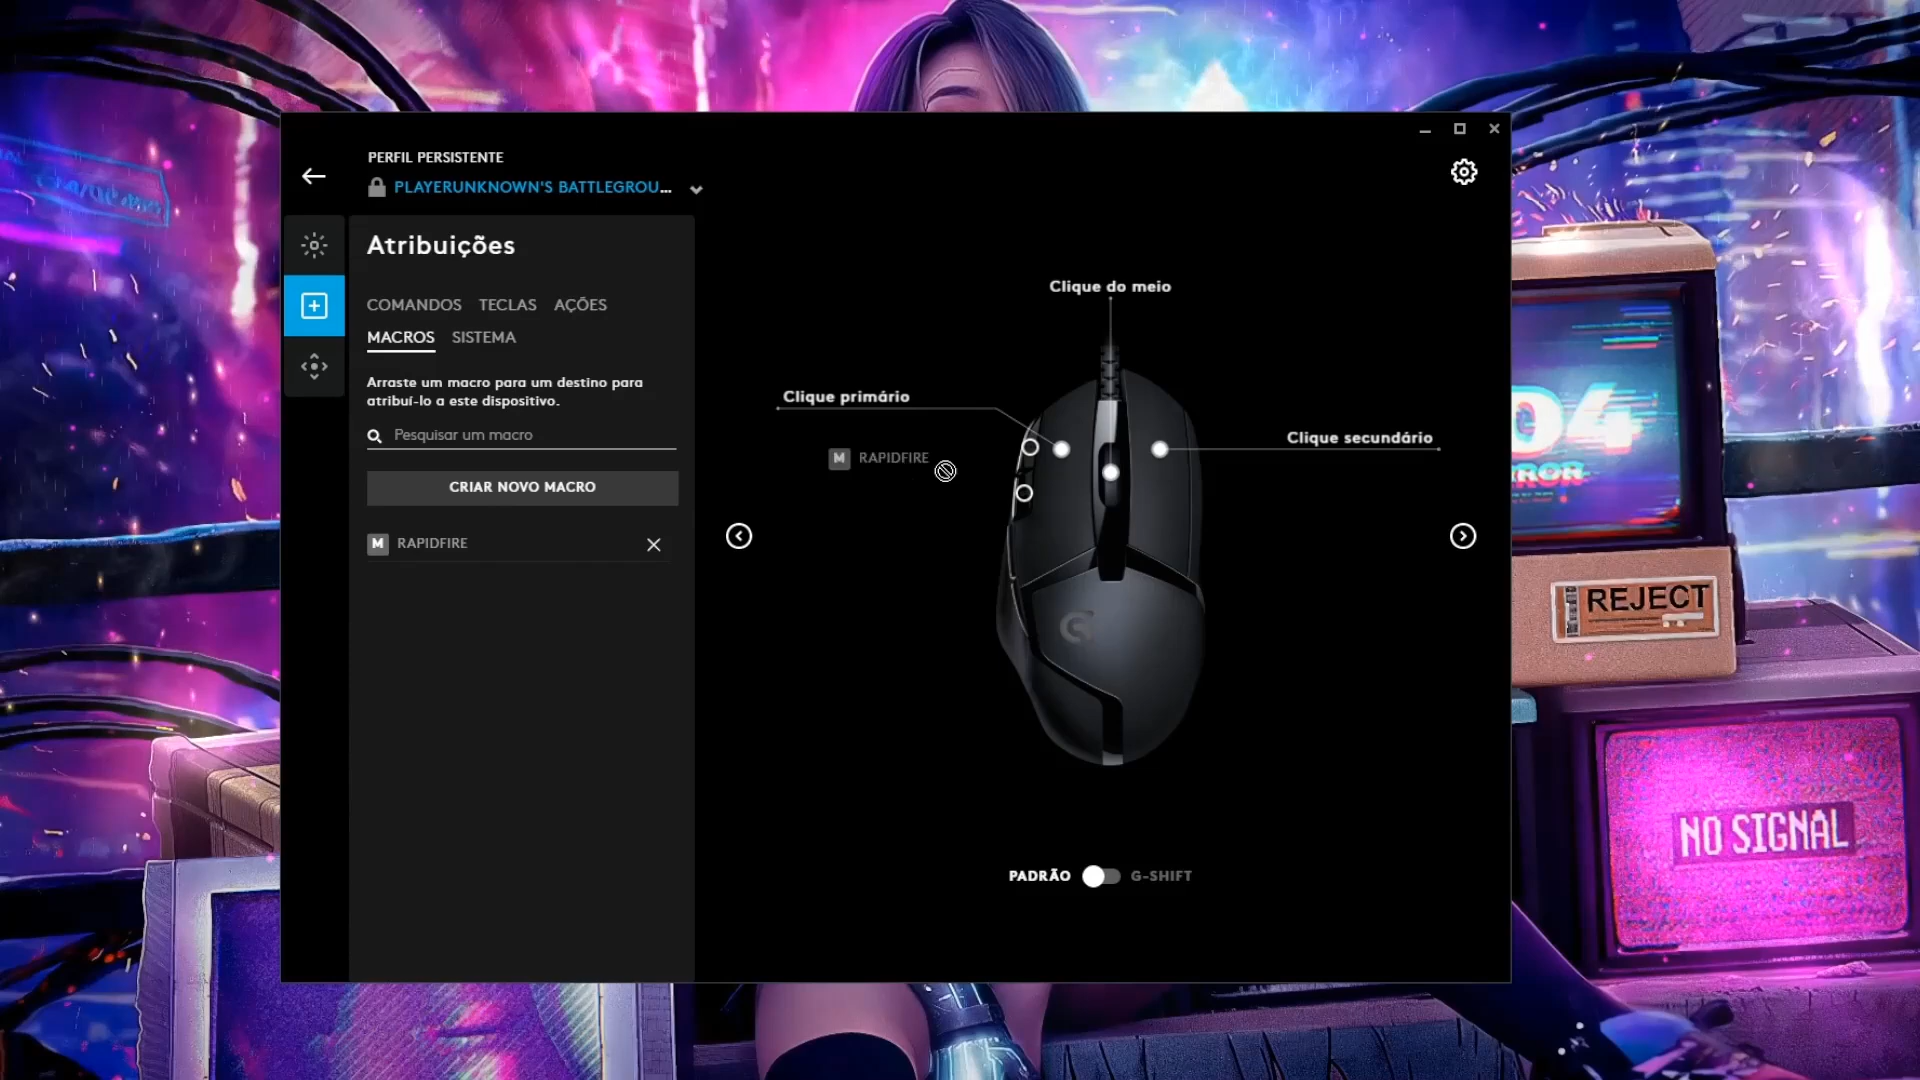 PERFIL PERSISTENTE
PLAYERUNKNOWN'S BATTLEGROU...
Atribuições
COMANDOS TECLAS AÇÕES
MACROS SISTEMA
Arraste um macro para um destino para
atribuí-lo a este dispositivo.
Pesquisar um macro
CRIAR NOVO MACRO
M RAPIDFIRE
Clique do meio
Clique primário
Clique secundário
M RAPIDFIRE
G
PADRÃO G-SHIFT
04
REJECT
NO SIGNAL